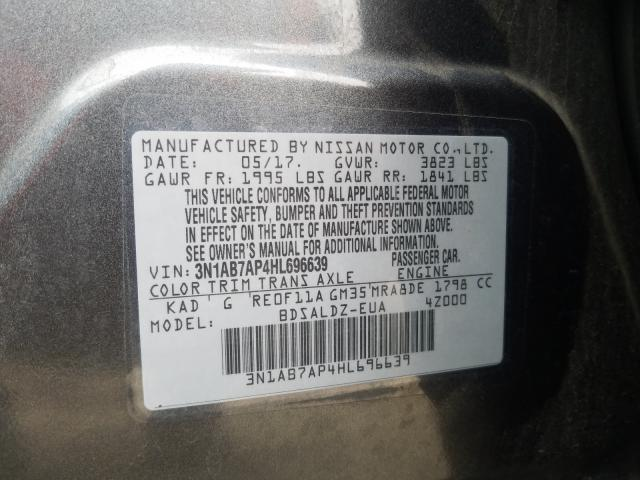 MANUFACTURED BY NISSAN MOTOR CO., LTD.
DATE: 05/17. GVWR: 3823 LBS
GAWR FR: 1995 LBS GAWR RR: 1841 LBS
THIS VEHICLE CONFORMS TO ALL APPLICABLE FEDERAL MOTOR
VEHICLE SAFETY, BUMPER AND THEFT PREVENTION STANDARDS
IN EFFECT ON THE DATE OF MANUFACTURE SHOWN ABOVE.
SEE OWNER'S MANUAL FOR ADDITIONAL INFORMATION.
VIN: 3N1AB7AP4HL696639 PASSENGER CAR.
COLOR TRIM TRANS AXLE ENGINE
KAD G RE0F11A GM35 MRA8DE 1798 CC
MODEL: BDSALDZ-EUA 4Z000
3N1AB7AP4HL696639